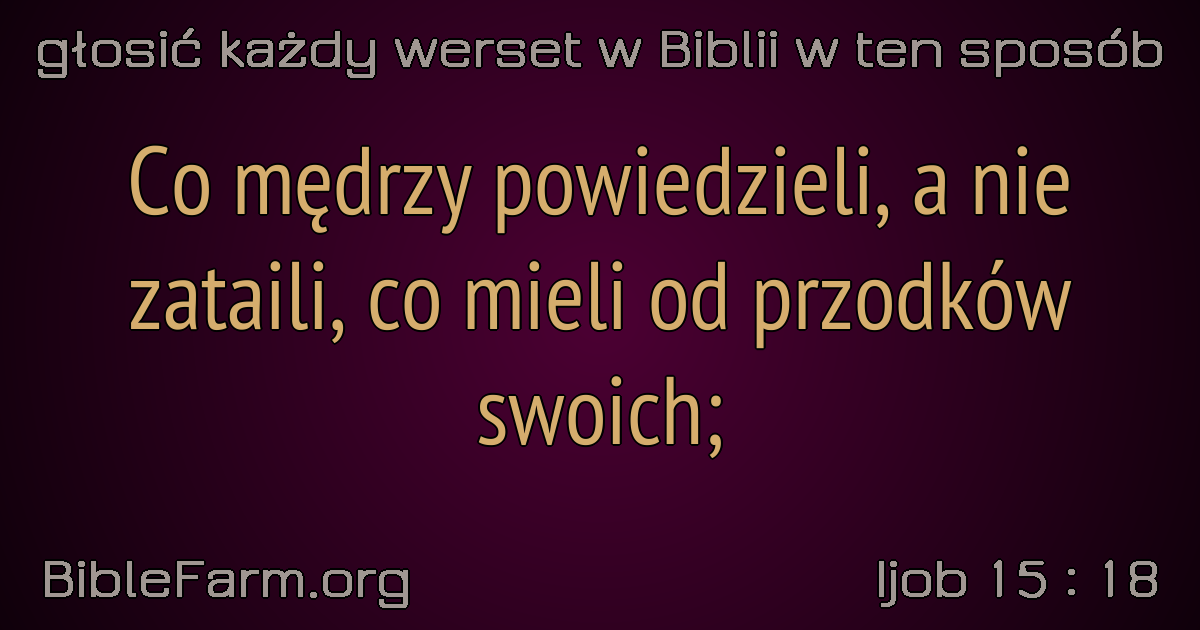 głosić każdy werset w Biblii w ten sposób
Co mędrzy powiedzieli, a nie
zataili, co mieli od przodków
swoich;
BibleFarm.org
Ijob 15 : 18